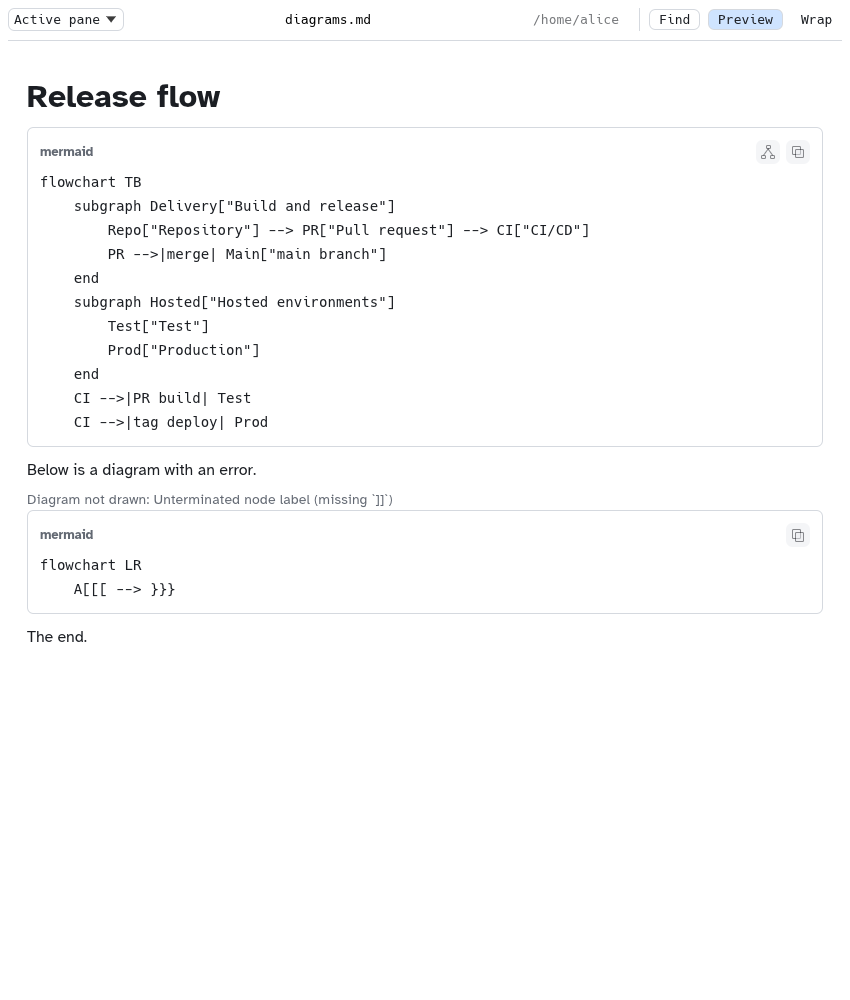 Active pane diagrams.md /home/alice Find Preview Wrap
Release flow
mermaid
flowchart TB
    subgraph Delivery["Build and release"]
        Repo["Repository"] --> PR["Pull request"] --> CI["CI/CD"]
        PR -->|merge| Main["main branch"]
    end
    subgraph Hosted["Hosted environments"]
        Test["Test"]
        Prod["Production"]
    end
    CI -->|PR build| Test
    CI -->|tag deploy| Prod
Below is a diagram with an error.
Diagram not drawn: Unterminated node label (missing `]]`)
mermaid
flowchart LR
    A[[[ --> }}}
The end.